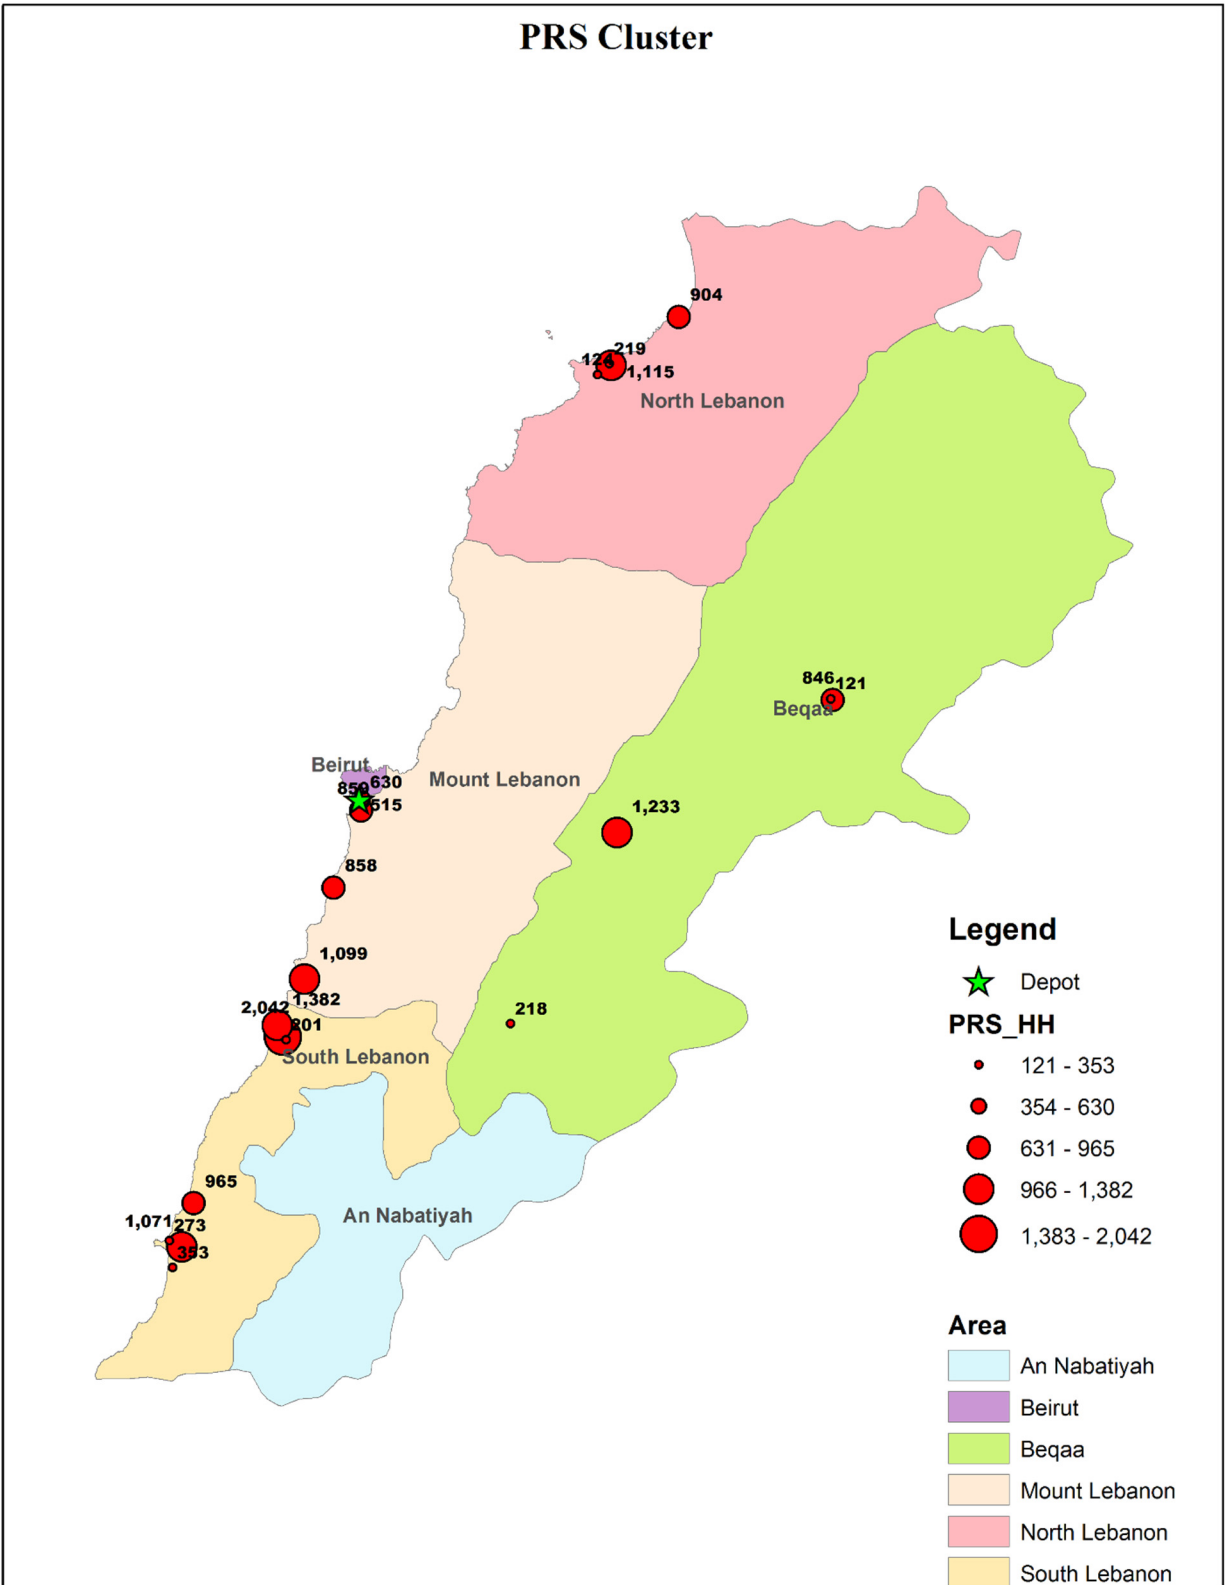 PRS Cluster
904
219
124
1,115
North Lebanon
846
121
Beqaa
Beirut
630
859
515
Mount Lebanon
1,233
858
1,099
1,382
2,042
201
218
South Lebanon
965
1,071
273
353
An Nabatiyah
Legend
Depot
PRS_HH
121 - 353
354 - 630
631 - 965
966 - 1,382
1,383 - 2,042
Area
An Nabatiyah
Beirut
Beqaa
Mount Lebanon
North Lebanon
South Lebanon